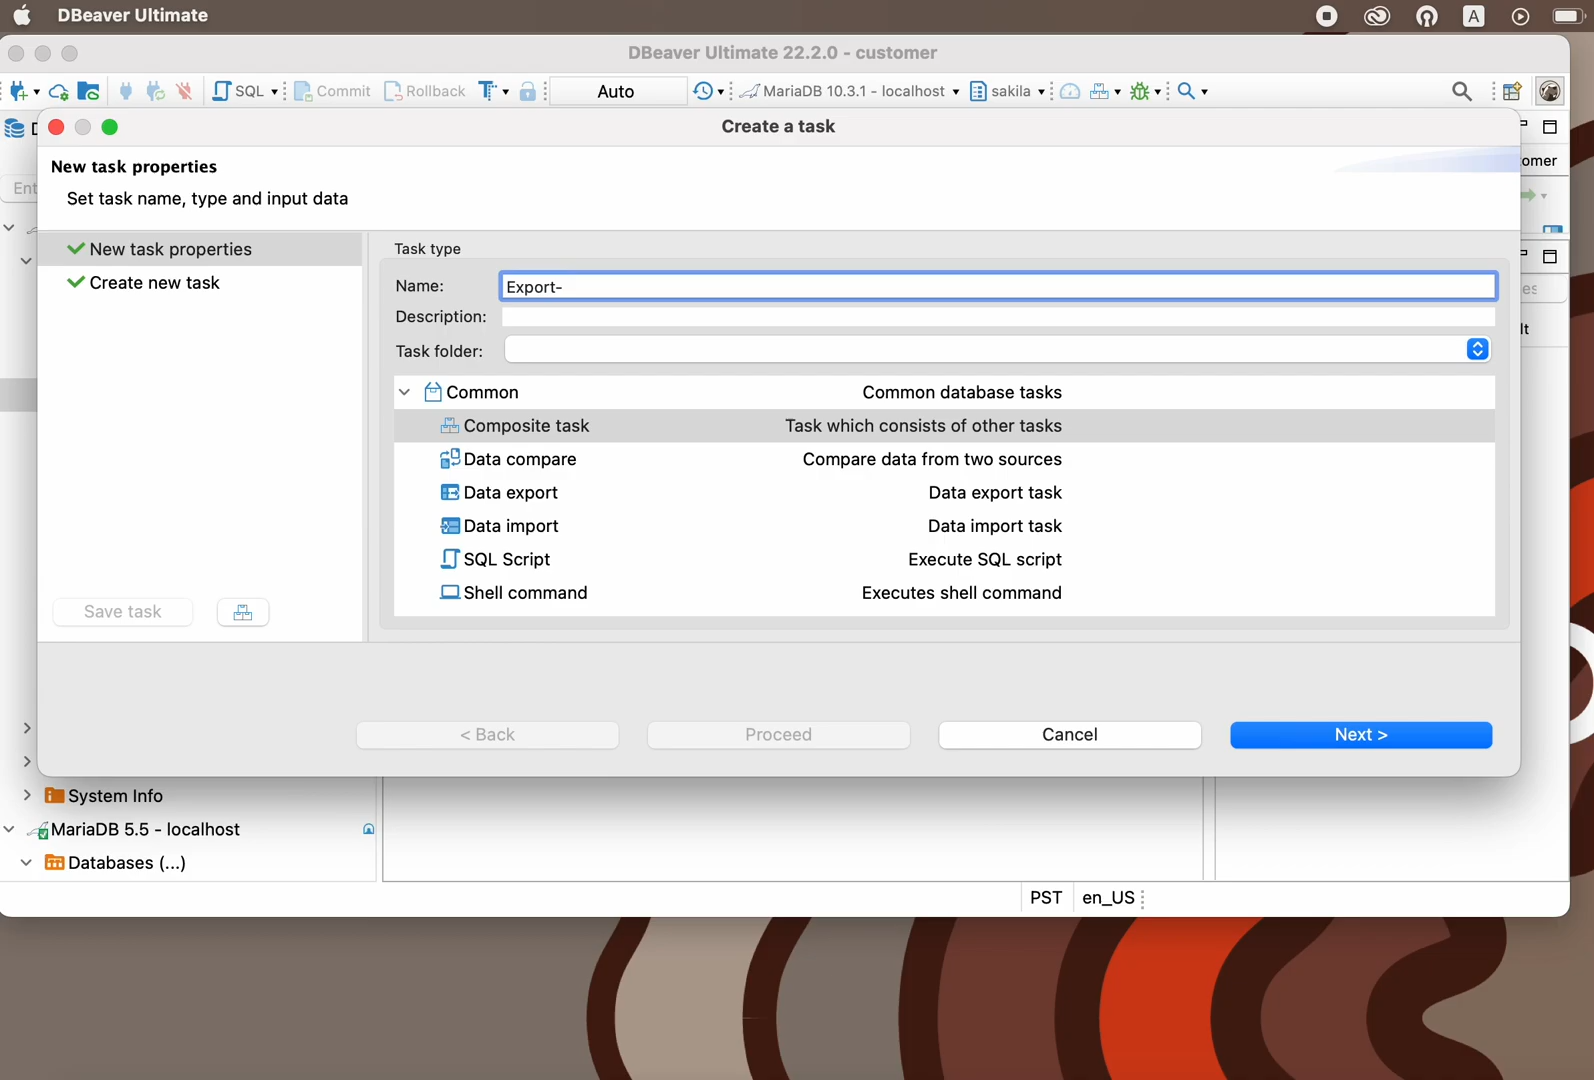 DBeaver Ultimate
A
DBeaver Ultimate 22.2.0 - customer
SQL
Commit
Rollback
Auto
MariaDB 10.3.1 - localhost
sakila
Create a task
New task properties
Set task name, type and input data
omer
Ent
New task properties
Create new task
Task type
Name:
Export-
Description:
Task folder:
es
lt
Common
Common database tasks
Composite task
Task which consists of other tasks
Data compare
Compare data from two sources
Data export
Data export task
Data import
Data import task
SQL Script
Execute SQL script
Shell command
Executes shell command
Save task
< Back
Proceed
Cancel
Next >
System Info
MariaDB 5.5 - localhost
Databases (...)
PST
en_US